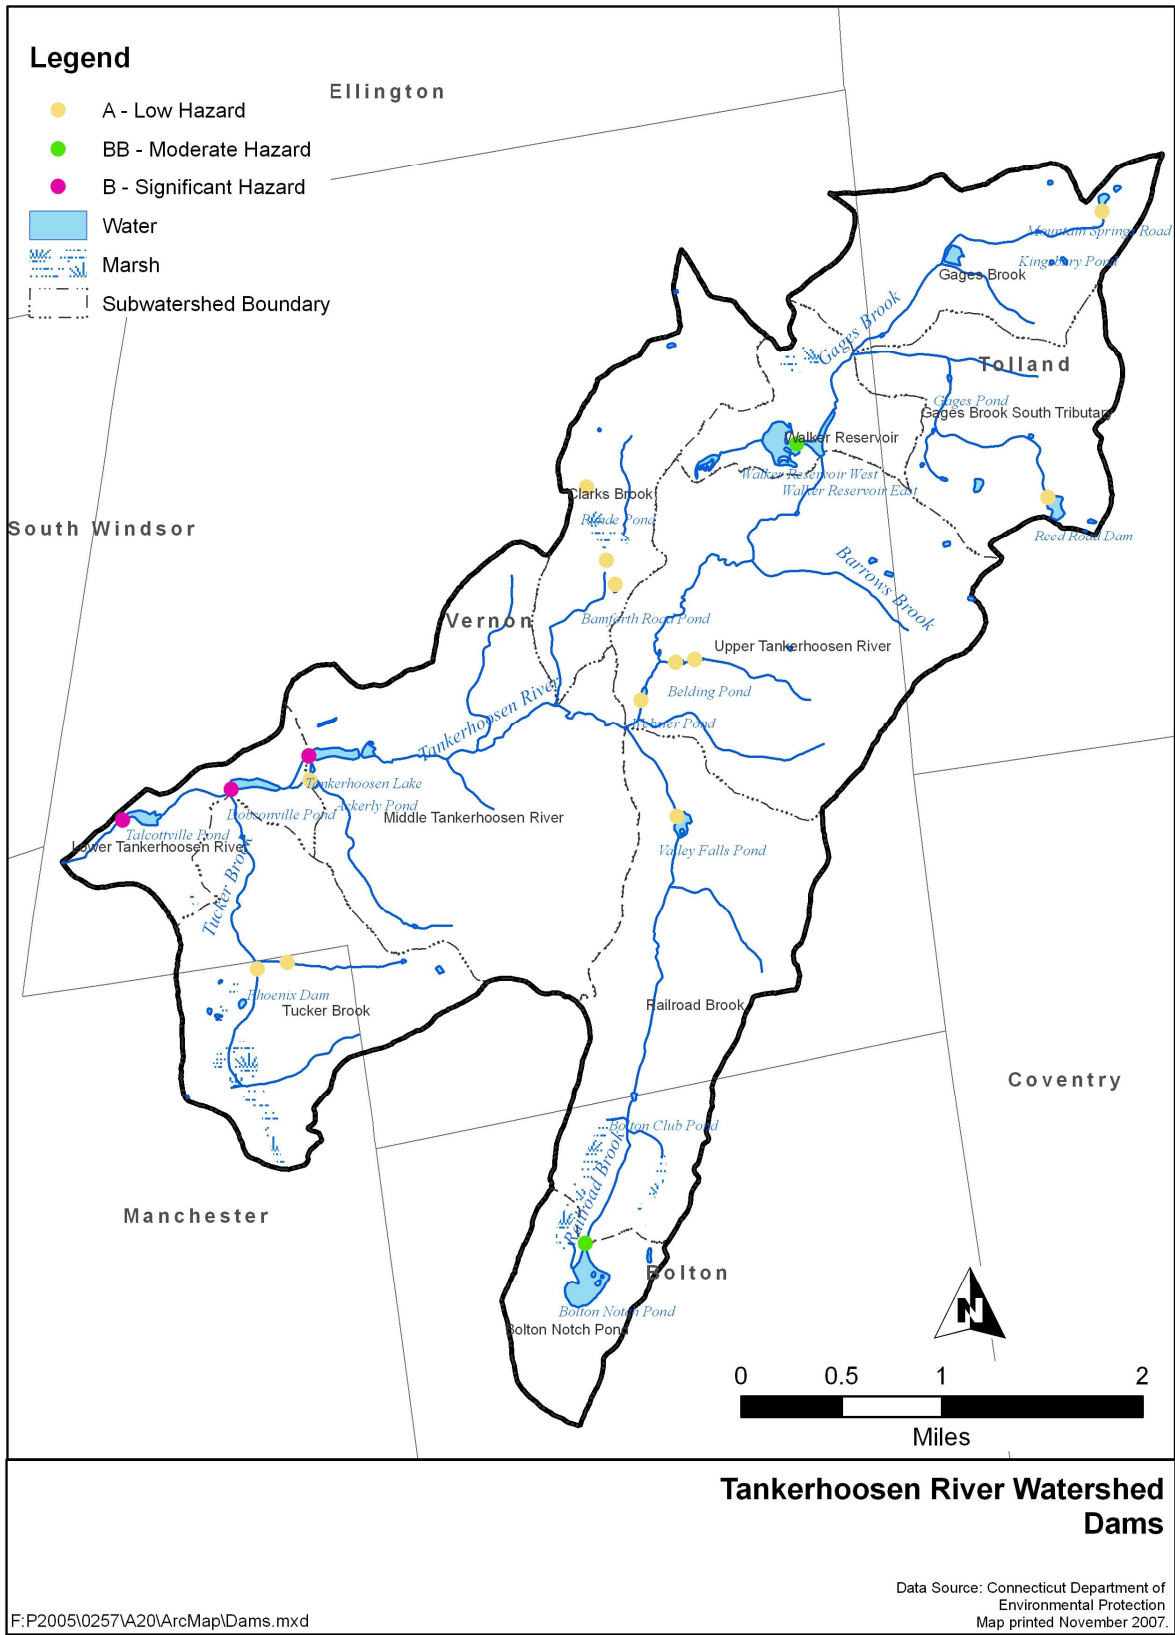 Legend
A - Low Hazard
BB - Moderate Hazard
B - Significant Hazard
Water
Marsh
Subwatershed Boundary
Ellington
Mountain Springs Road
Kingsbury Pond
Gages Brook
Gages Brook
Tolland
Gages Pond
Gages Brook South Tributary
Walker Reservoir
Walker Reservoir West
Walker Reservoir East
Clarks Brook
South Windsor
Reed Road Dam
Barrows Brook
Vernon
Bamforth Road Pond
Upper Tankerhoosen River
Belding Pond
Tankerhoosen River
Webster Pond
Tankerhoosen Lake
Ackerly Pond
Dobsonville Pond
Middle Tankerhoosen River
Talcottville Pond
Lower Tankerhoosen River
Valley Falls Pond
Tucker Brook
Phoenix Dam
Tucker Brook
Railroad Brook
Coventry
Bolton Club Pond
Railroad Brook
Manchester
Bolton
Bolton Notch Pond
Bolton Notch Pond
N
0 0.5 1 2
Miles
Tankerhoosen River Watershed
Dams
Data Source: Connecticut Department of
Environmental Protection
Map printed November 2007.
F:P2005\0257\A20\ArcMap\Dams.mxd